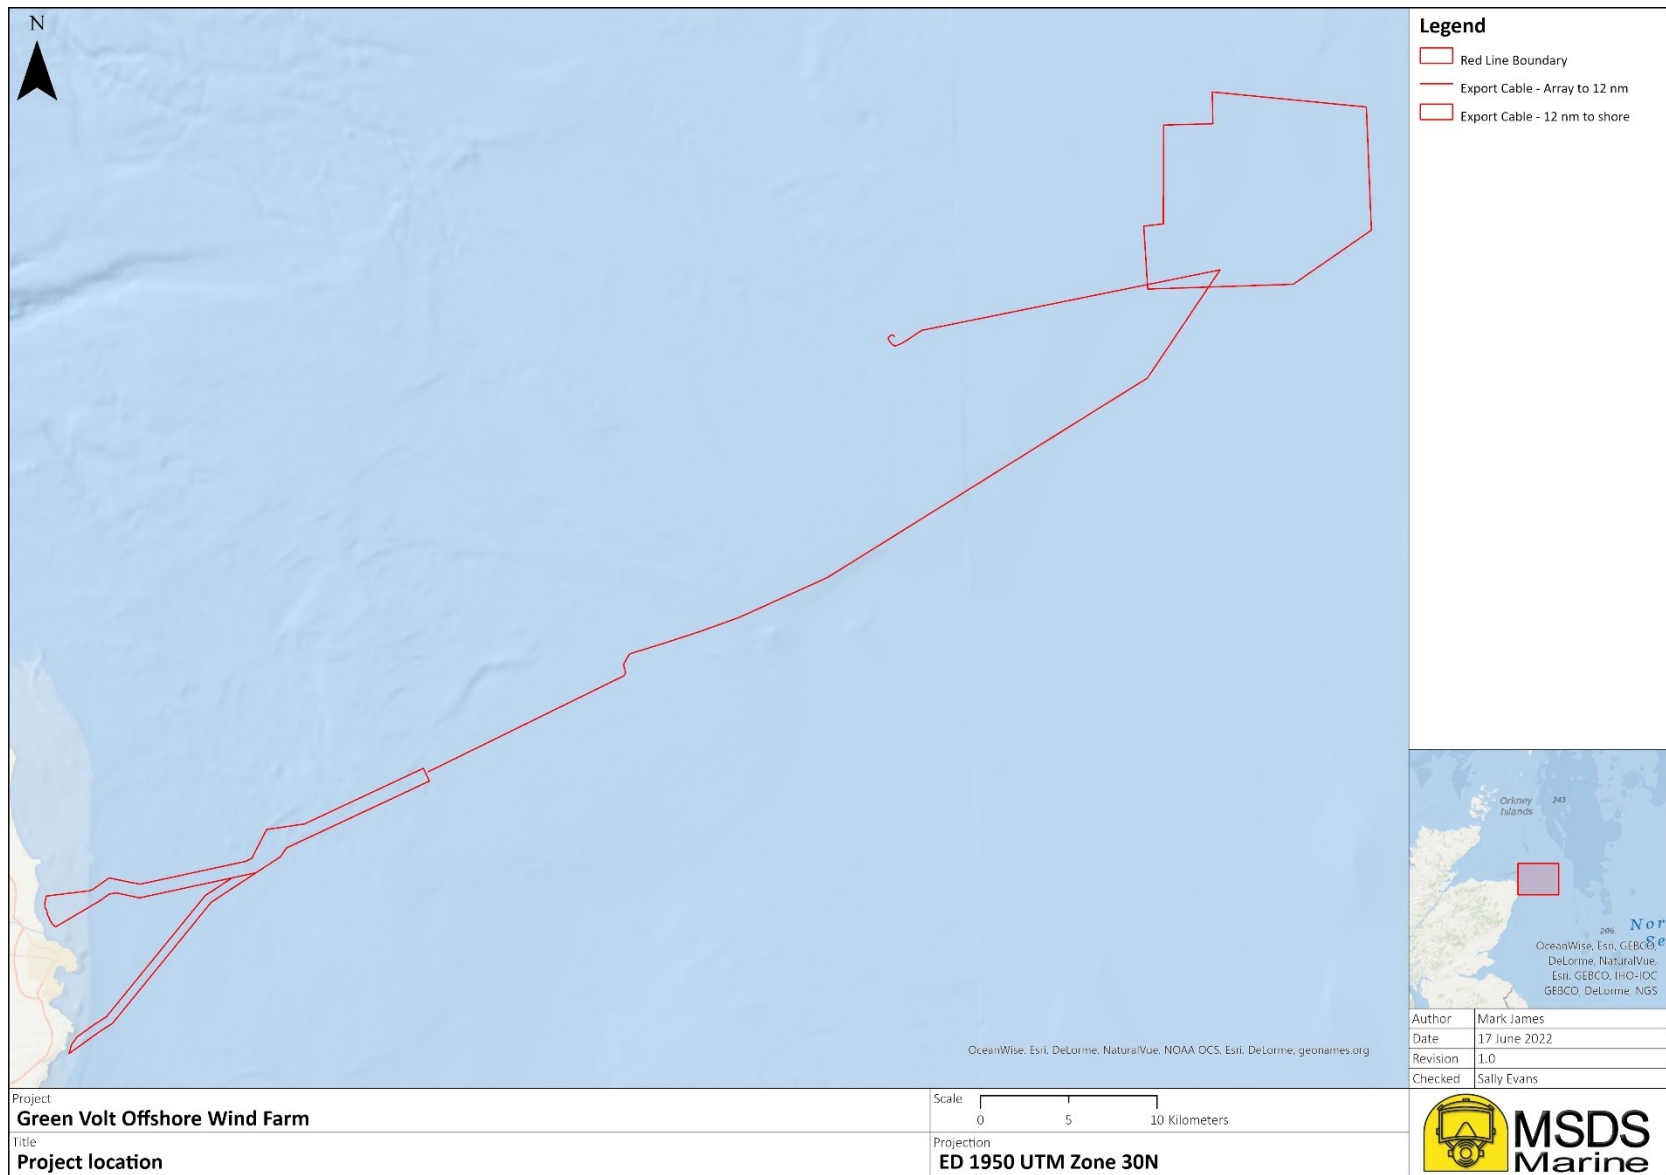 N
Legend
Red Line Boundary
Export Cable - Array to 12 nm
Export Cable - 12 nm to shore
Orkney
Islands
243
206
Nor
Se
OceanWise, Esri, GEBCO,
DeLorme, NaturalVue,
Esri, GEBCO, IHO-IOC
GEBCO, DeLorme, NGS
OceanWise, Esri, DeLorme, NaturalVue, NOAA OCS, Esri, DeLorme, geonames.org
Author Mark James
Date 17 June 2022
Revision 1.0
Checked Sally Evans
Project
Green Volt Offshore Wind Farm
Title
Project location
Scale
0 5 10 Kilometers
Projection
ED 1950 UTM Zone 30N
MSDS
Marine